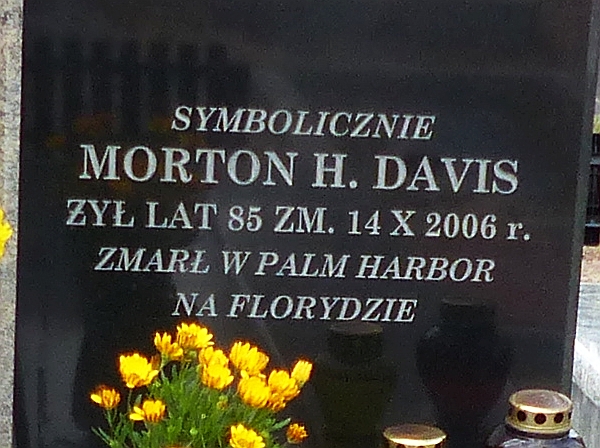 SYMBOLICZNIE
MORTON H. DAVIS
ŻYŁ LAT 85 ZM. 14 X 2006 r.
ZMARŁ W PALM HARBOR
NA FLORYDZIE